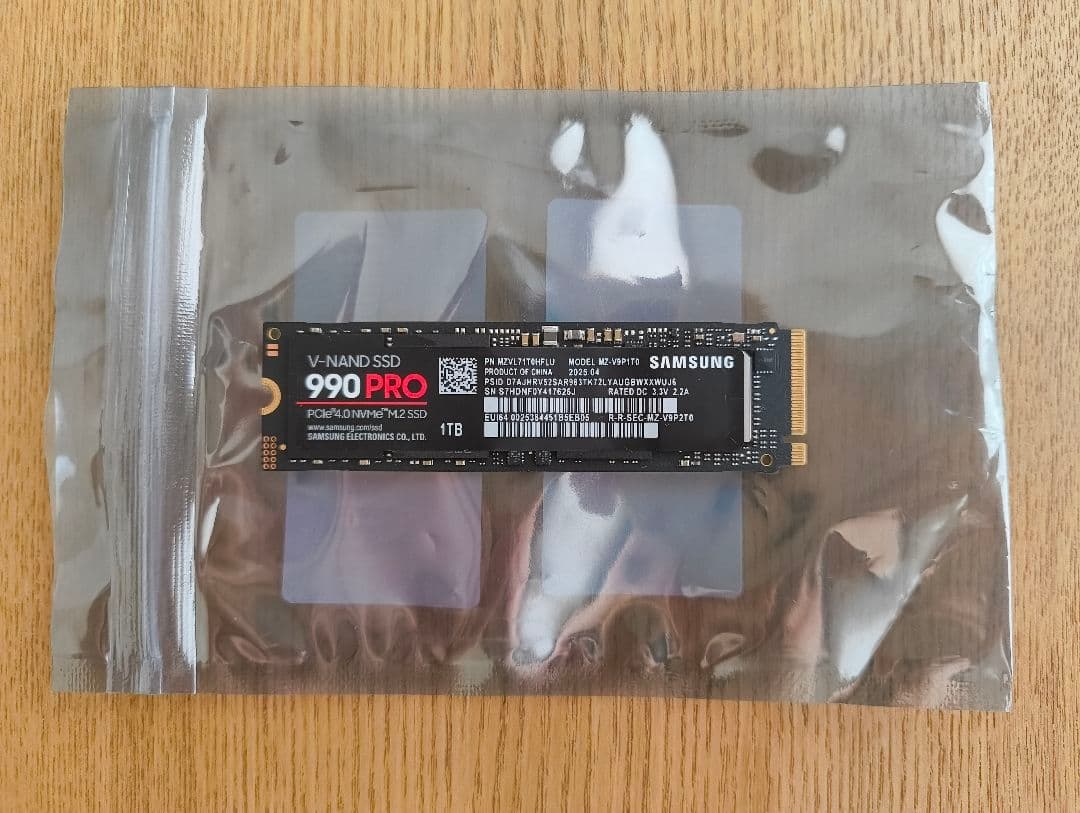 V-NAND SSD
990 PRO
PCIe® 4.0 NVMe™ M.2 SSD
www.samsung.com/ssd
SAMSUNG ELECTRONICS CO., LTD.
1TB
PN MZVL71T0HFLU MODEL MZ-V9P1T0 SAMSUNG
PRODUCT OF CHINA 2025.04
PSID
SN S7HDNF0Y417626J RATED DC 3.3V 2.2A
EUI64 R-R-SEC-MZ-V9P2T0